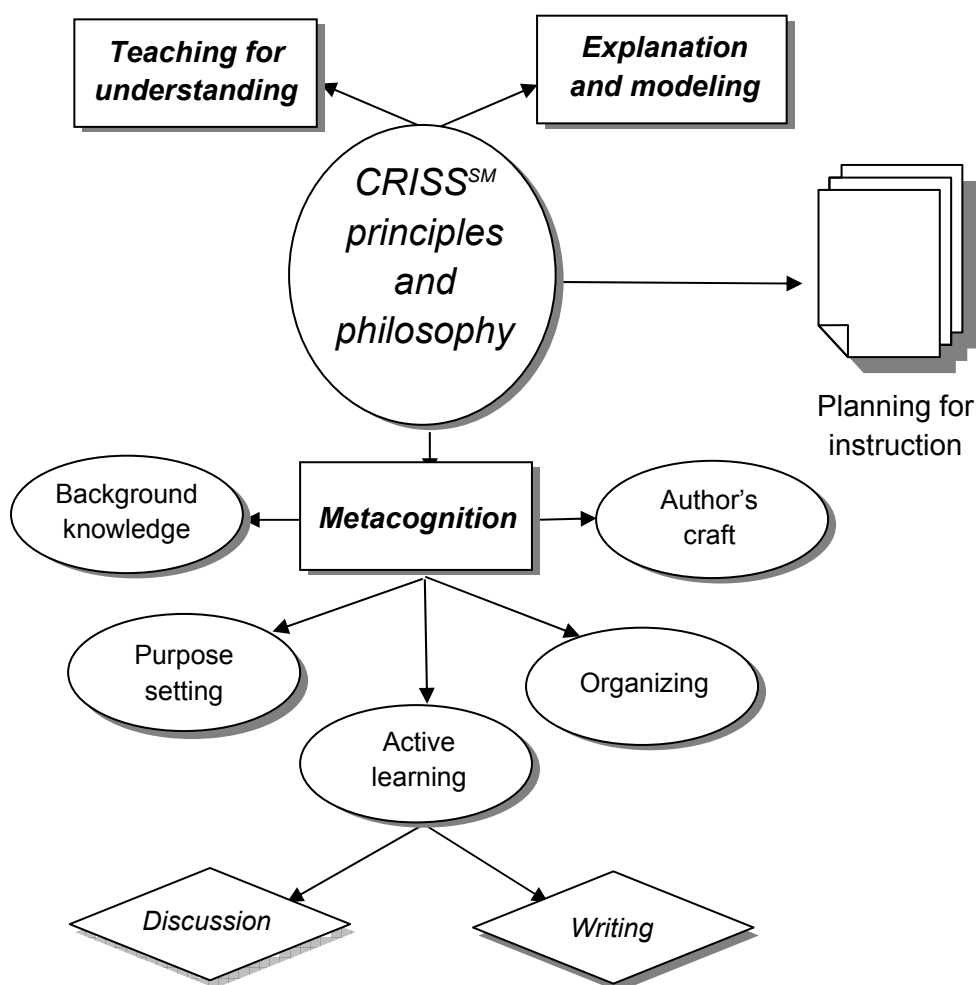 Teaching for
understanding
Explanation
and modeling
CRISS℠
principles
and
philosophy
Planning for
instruction
Background
knowledge
Metacognition
Author’s
craft
Purpose
setting
Organizing
Active
learning
Discussion
Writing